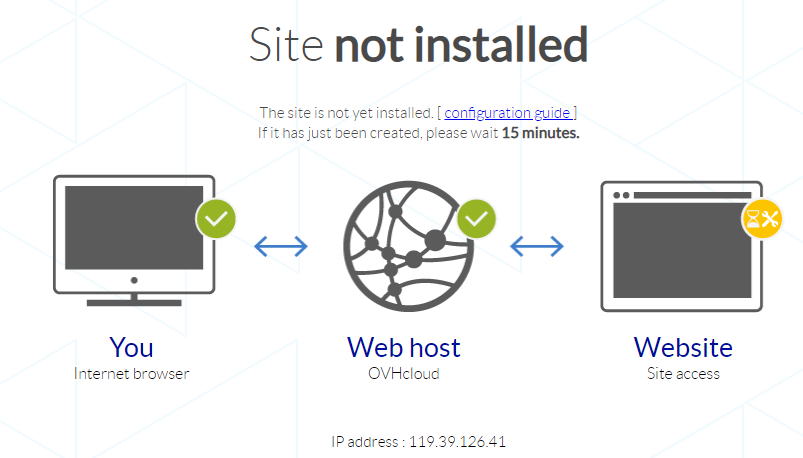 Site not installed
The site is not yet installed. [ configuration guide ]
If it has just been created, please wait 15 minutes.
You
Internet browser
Web host
OVHcloud
Website
Site access
IP address : 119.39.126.41